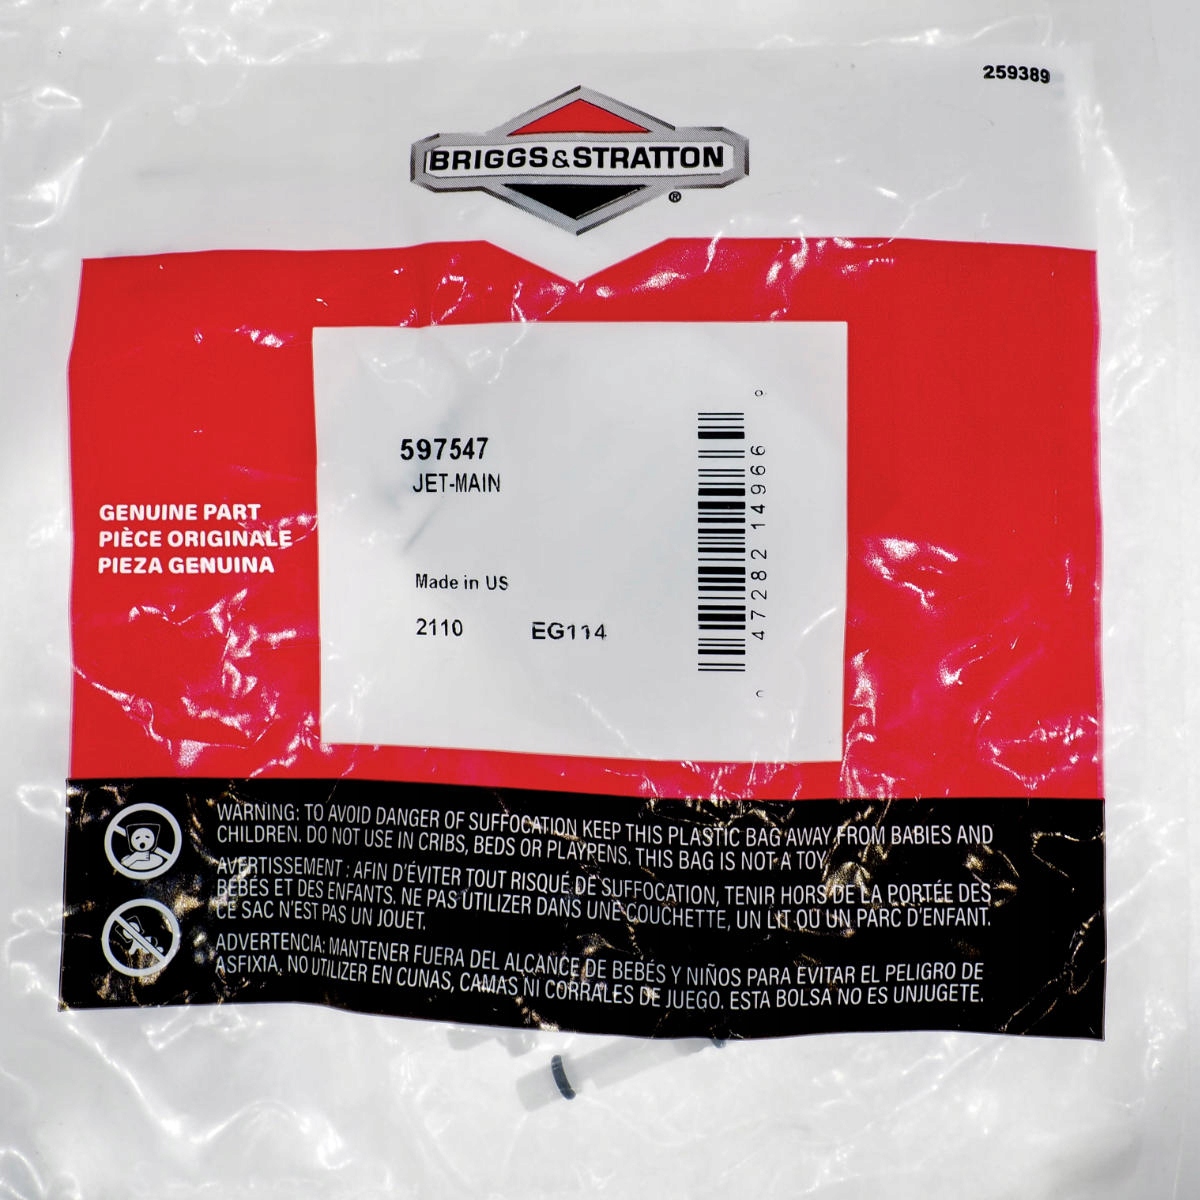 259389
BRIGGS&STRATTON
®
597547
JET-MAIN
GENUINE PART
PIÈCE ORIGINALE
PIEZA GENUINA
Made in US
2110 EG114
47282 14966
WARNING: TO AVOID DANGER OF SUFFOCATION KEEP THIS PLASTIC BAG AWAY FROM BABIES AND
CHILDREN. DO NOT USE IN CRIBS, BEDS OR PLAYPENS. THIS BAG IS NOT A TOY.
AVERTISSEMENT : AFIN D'ÉVITER TOUT RISQUE DE SUFFOCATION, TENIR HORS DE LA PORTÉE DES
BÉBÉS ET DES ENFANTS. NE PAS UTILIZER DANS UNE COUCHETTE, UN LIT OU UN PARC D'ENFANT.
CE SAC N'EST PAS UN JOUET.
ADVERTENCIA: MANTENER FUERA DEL ALCANCE DE BEBÉS Y NIÑOS PARA EVITAR EL PELIGRO DE
ASFIXIA, NO UTILIZER EN CUNAS, CAMAS NI CORRALES DE JUEGO. ESTA BOLSA NO ES UNJUGETE.